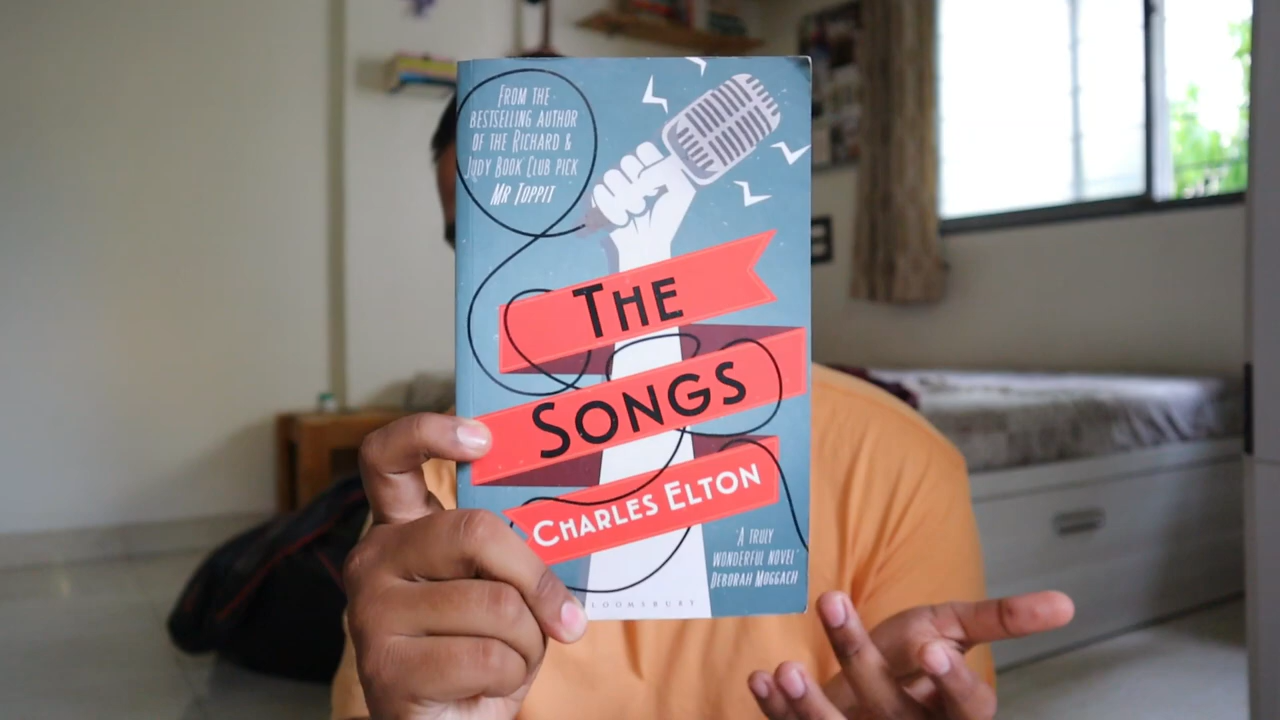 FROM THE
BESTSELLING AUTHOR
OF THE RICHARD &
JUDY BOOK CLUB PICK
MR TOPPIT
THE
SONGS
CHARLES ELTON
'A TRULY
WONDERFUL NOVEL'
DEBORAH MOGGACH
LOOMSBURY